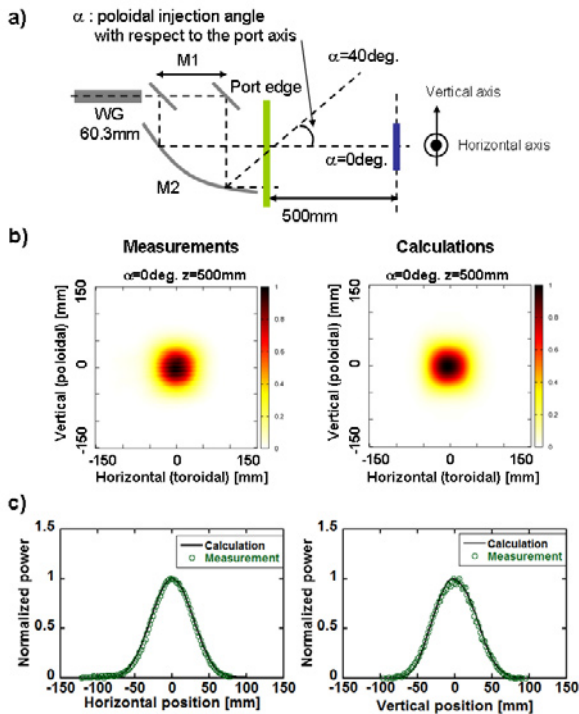 a)
α : poloidal injection angle
with respect to the port axis
M1
α=40deg.
Port edge
Vertical axis
WG
60.3mm
α=0deg.
Horizontal axis
M2
500mm
b)
Measurements
Calculations
α=0deg. z=500mm
α=0deg. z=500mm
150
0
-150
Vertical (poloidal) [mm]
-150 0 150
Horizontal (toroidal) [mm]
1
0.8
0.6
0.4
0.2
0
150
0
-150
Vertical (poloidal) [mm]
-150 0 150
Horizontal (toroidal) [mm]
1
0.8
0.6
0.4
0.2
0
c)
Normalized power
1.5
1
0.5
0
Calculation
Measurement
-150 -100 -50 0 50 100 150
Horizontal position [mm]
Normalized power
1.5
1
0.5
0
Calculation
Measurement
-150 -100 -50 0 50 100 150
Vertical position [mm]